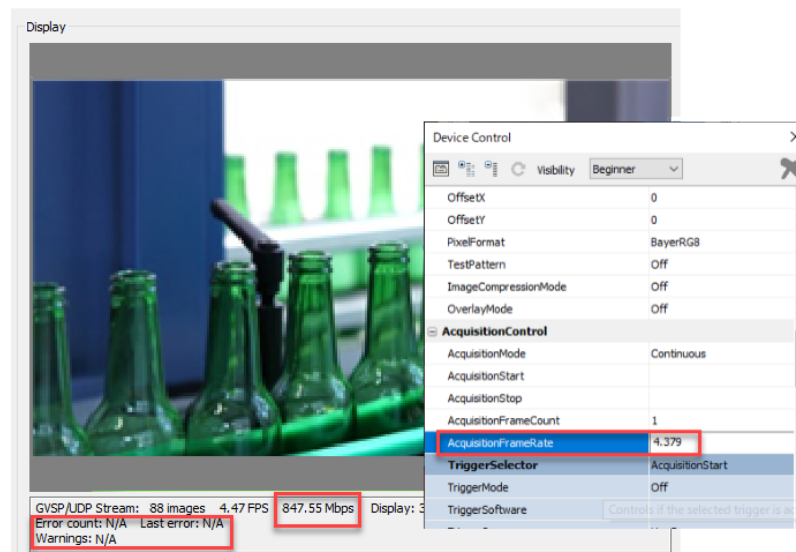 Display
Device Control
Visibility Beginner
OffsetX 0
OffsetY 0
PixelFormat BayerRG8
TestPattern Off
ImageCompressionMode Off
OverlayMode Off
AcquisitionControl
AcquisitionMode Continuous
AcquisitionStart
AcquisitionStop
AcquisitionFrameCount 1
AcquisitionFrameRate 4.379
TriggerSelector AcquisitionStart
TriggerMode Off
TriggerSoftware Controls if the selected trigger is ac
GVSP/UDP Stream: 88 images 4.47 FPS 847.55 Mbps Display: 3
Error count: N/A Last error: N/A
Warnings: N/A